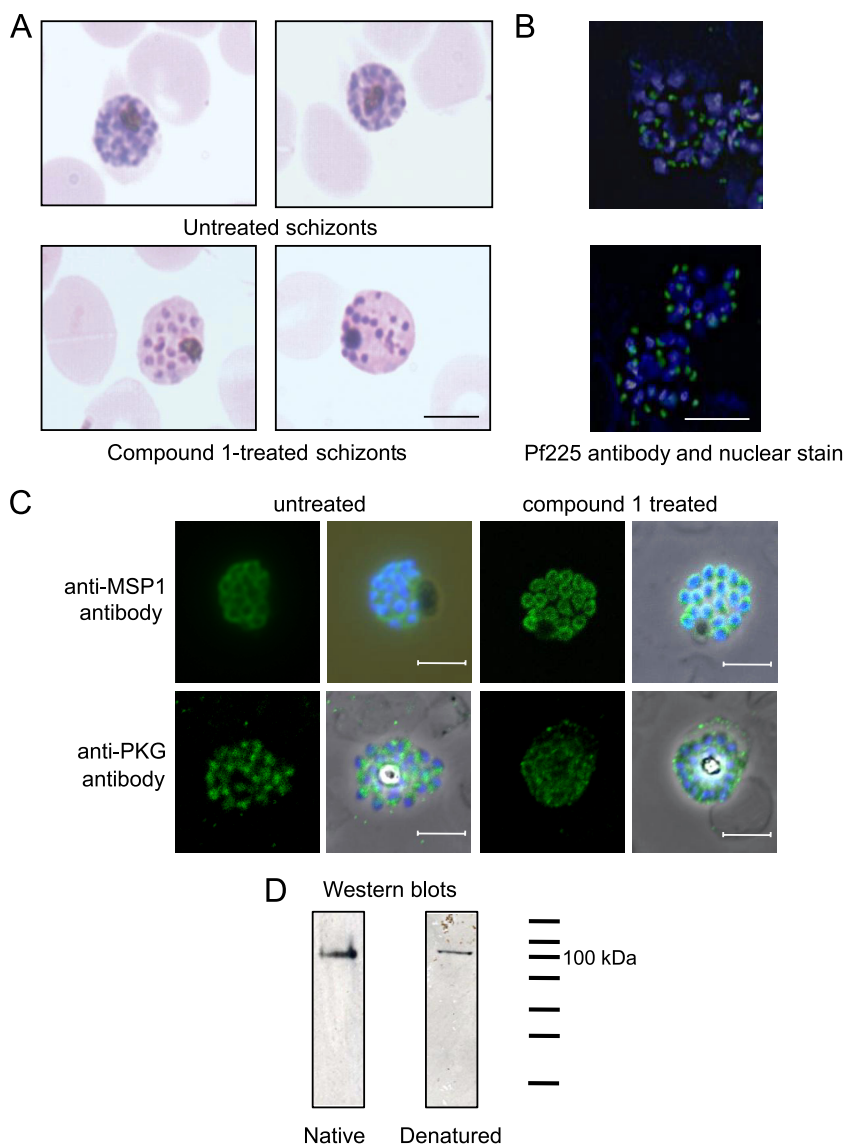 A
B
Untreated schizonts
Compound 1-treated schizonts
Pf225 antibody and nuclear stain
C
untreated
compound 1 treated
anti-MSP1
antibody
anti-PKG
antibody
D
Western blots
100 kDa
Native
Denatured